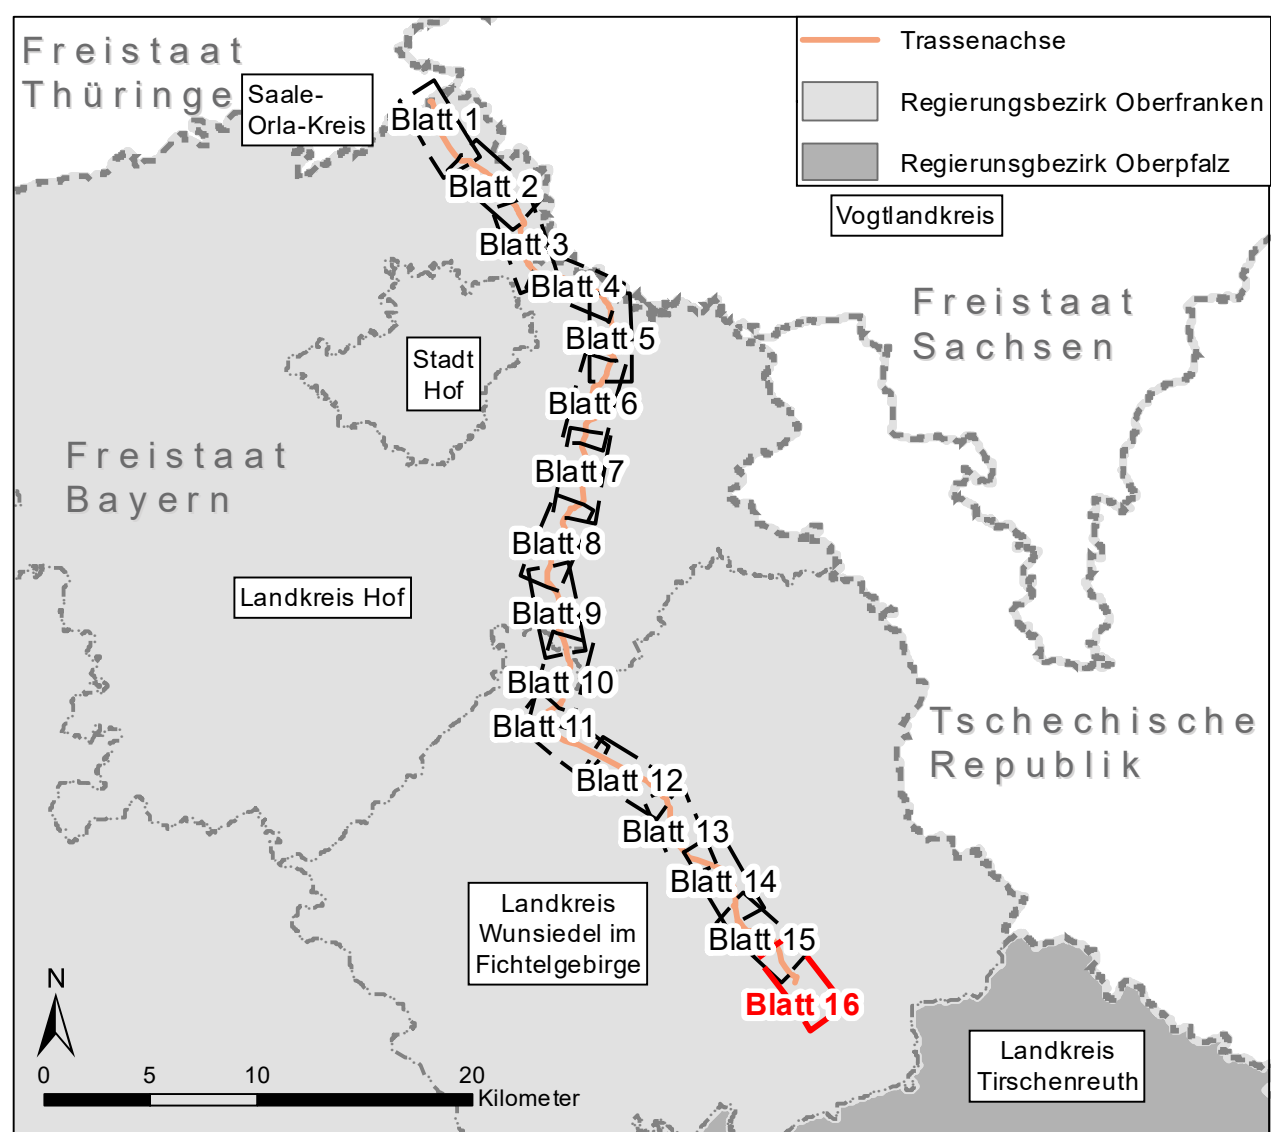 Freistaat
Thüringe
Saale-
Orla-Kreis
Trassenachse
Regierungsbezirk Oberfranken
Regierunsgbezirk Oberpfalz
Vogtlandkreis
Freistaat
Sachsen
Blatt 1
Blatt 2
Blatt 3
Blatt 4
Blatt 5
Stadt
Hof
Blatt 6
Freistaat
Bayern
Blatt 7
Blatt 8
Landkreis Hof
Blatt 9
Blatt 10
Blatt 11
Tschechische
Republik
Blatt 12
Blatt 13
Blatt 14
Landkreis
Wunsiedel im
Fichtelgebirge
Blatt 15
Blatt 16
Landkreis
Tirschenreuth
N
0 5 10 20
Kilometer